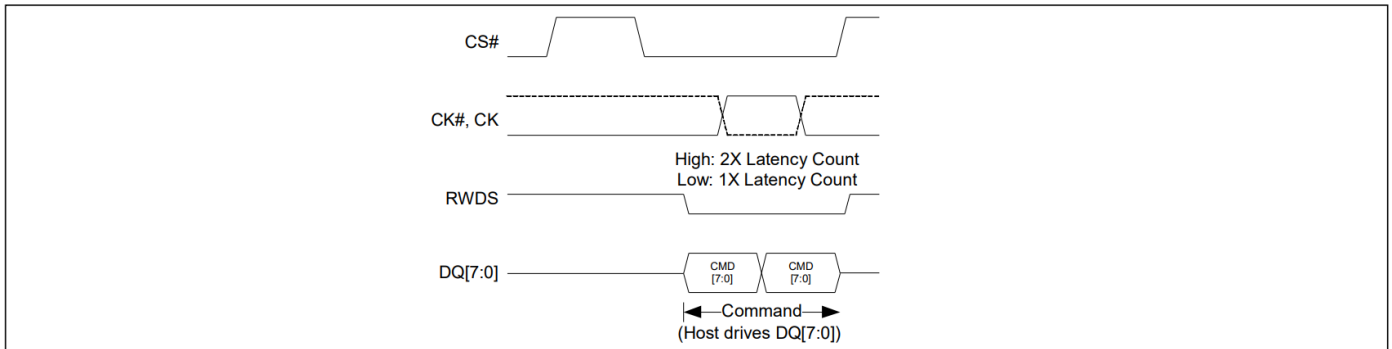 CS#
CK#, CK
High: 2X Latency Count
Low: 1X Latency Count
RWDS
DQ[7:0]
CMD
[7:0]
CMD
[7:0]
Command
(Host drives DQ[7:0])